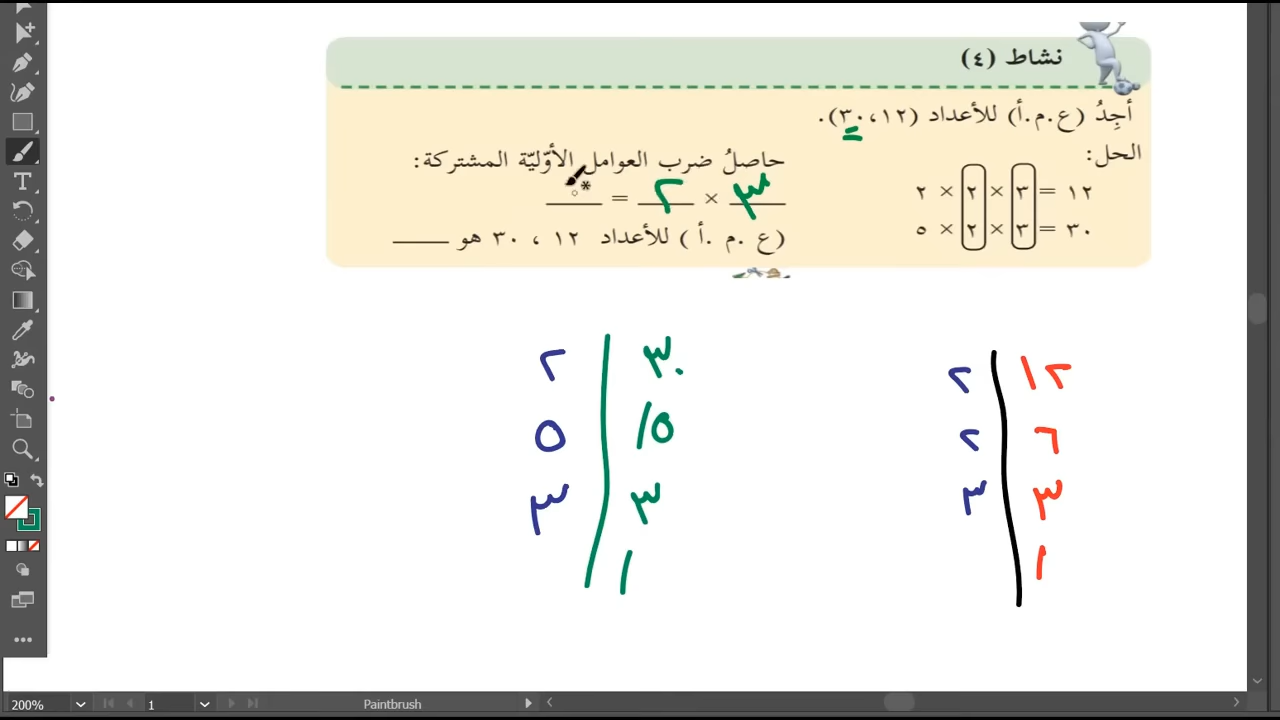 نشاط (٤)
أجِدُ (ع.م.أ) للأعداد (١٢،٣٠).
الحل:
١٢ = ٣ × ٢ × ٢
٣٠ = ٣ × ٢ × ٥
حاصلُ ضرب العوامل الأوّليّة المشتركة:
٣ × ٢ = ____
(ع .م .أ ) للأعداد ١٢ ، ٣٠ هو ____
١٢ ٢
٦ ٢
٣ ٣
١
٣٠ ٢
١٥ ٥
٣ ٣
١
200%
1
Paintbrush